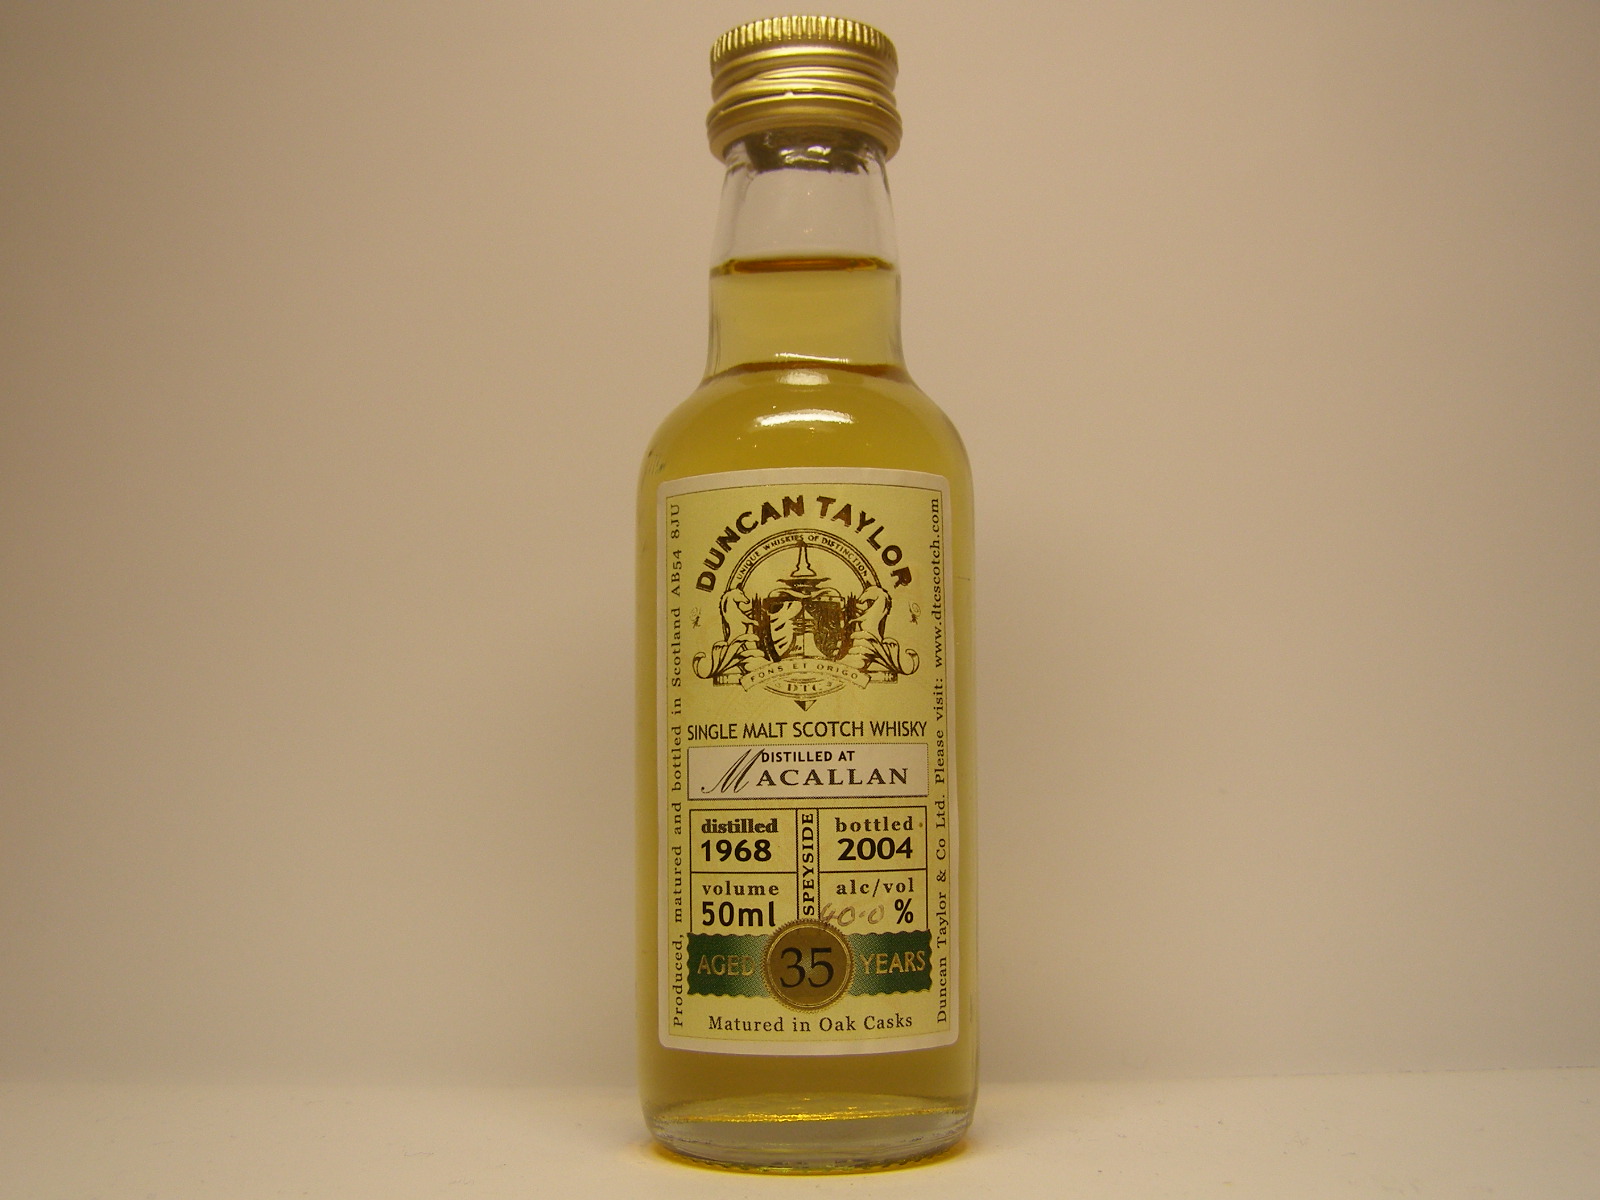 DUNCAN TAYLOR
UNIQUE WHISKIES OF DISTINCTION
FONS ET ORIGO
DTC
SINGLE MALT SCOTCH WHISKY
DISTILLED AT
MACALLAN
distilled
1968
SPEYSIDE
bottled
2004
volume
50ml
alc/vol
40.0 %
AGED 35 YEARS
Matured in Oak Casks
Produced, matured and bottled in Scotland AB54 8JU
Duncan Taylor & Co Ltd. Please visit: www.dtcscotch.com